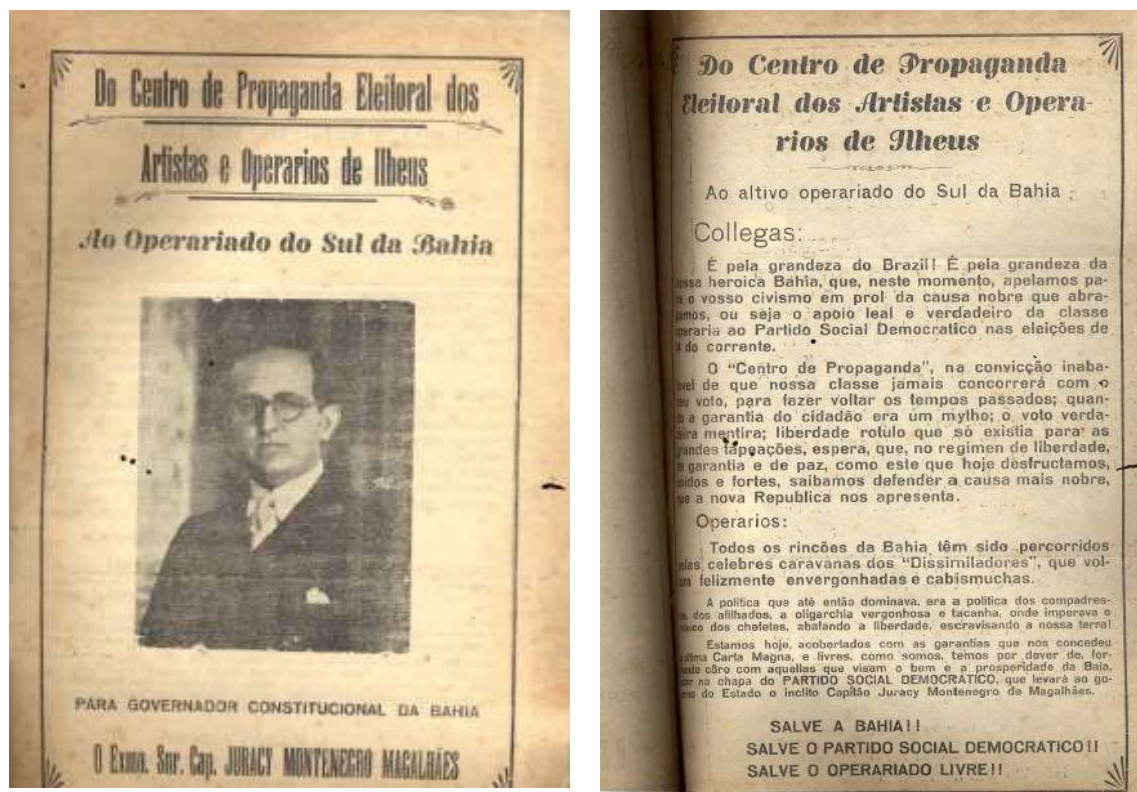 Do Centro de Propaganda Eleitoral dos
Artistas e Operarios de Ilheus
Ao Operariado do Sul da Bahia
PARA GOVERNADOR CONSTITUCIONAL DA BAHIA
O Exmo. Snr. Cap. JURACY MONTENEGRO MAGALHÃES
Do Centro de Propaganda
Eleitoral dos Artistas e Opera-
rios de Ilheus
Ao altivo operariado do Sul da Bahia
Collegas:
É pela grandeza do Brazil! É pela grandeza da
heroica Bahia, que, neste momento, apelamos pa-
o vosso civismo em prol da causa nobre que abra-
ou seja o apoio leal e verdadeiro da classe
ao Partido Social Democratico nas eleições de
do corrente.
O "Centro de Propaganda", na convicção inaba-
de que nossa classe jamais concorrerá com o
voto, para fazer voltar os tempos passados; quan-
a garantia do cidadão era um mytho; o voto verda-
mentira; liberdade rotulo que só existia para as
tapeações, espera, que, no regimen de liberdade,
garantia e de paz, como este que hoje desfructamos,
e fortes, saibamos defender a causa mais nobre,
a nova Republica nos apresenta.
Operarios:
Todos os rincões da Bahia têm sido percorridos
celebres caravanas dos "Dissimiladores", que vol-
felizmente envergonhadas e cabismuchas.
A politica que até então dominava, era a politica dos compadres-
dos afilhados, a oligarchia vergonhosa e tacanha, onde imperava o
dos chefetes, abafando a liberdade, escravisando a nossa terra!
Estamos hoje, acobertados com as garantias que nos concedeu
Carta Magna, e livres, como somos, temos por dever de, for-
côro com aquellas que visam o bem e a prosperidade da Baia,
na chapa do PARTIDO SOCIAL DEMOCRATICO, que levará ao go-
do Estado o inclito Capitão Juracy Montenegro de Magalhães.
SALVE A BAHIA!!
SALVE O PARTIDO SOCIAL DEMOCRATICO!!
SALVE O OPERARIADO LIVRE!!